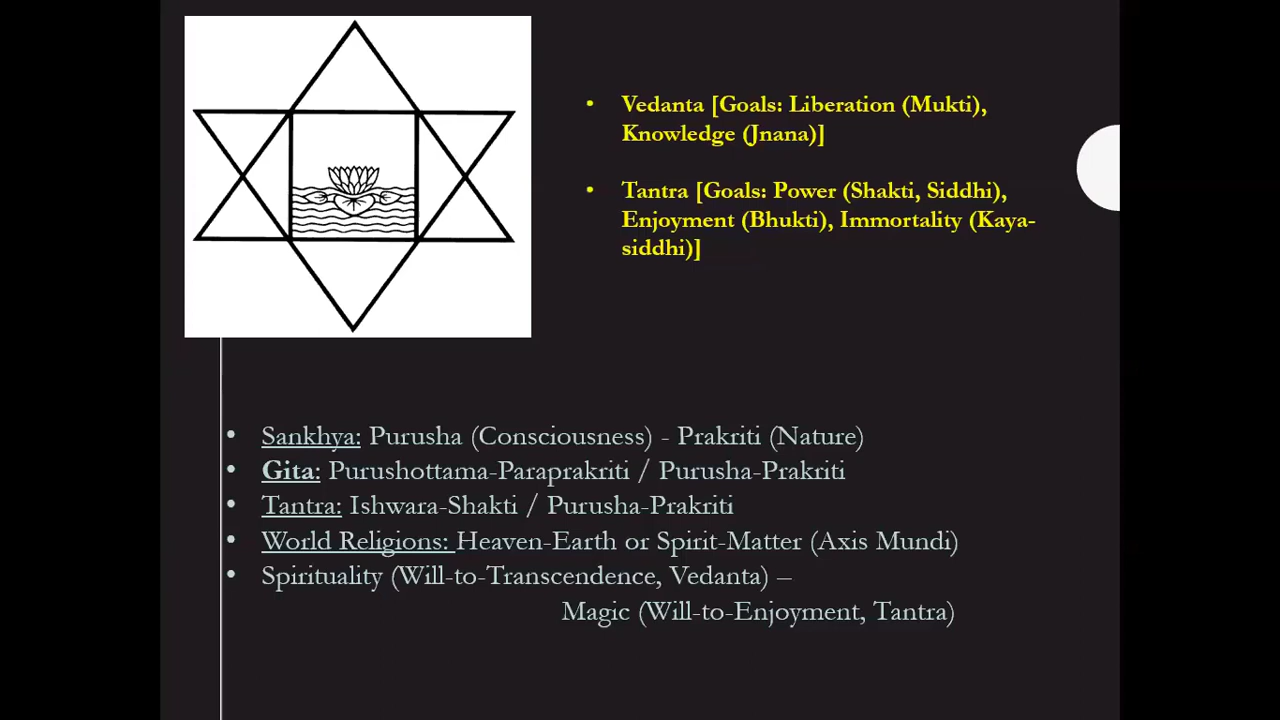 • Vedanta [Goals: Liberation (Mukti),
Knowledge (Jnana)]
• Tantra [Goals: Power (Shakti, Siddhi),
Enjoyment (Bhukti), Immortality (Kaya-
siddhi)]
• Sankhya: Purusha (Consciousness) - Prakriti (Nature)
• Gita: Purushottama-Paraprakriti / Purusha-Prakriti
• Tantra: Ishwara-Shakti / Purusha-Prakriti
• World Religions: Heaven-Earth or Spirit-Matter (Axis Mundi)
• Spirituality (Will-to-Transcendence, Vedanta) –
Magic (Will-to-Enjoyment, Tantra)